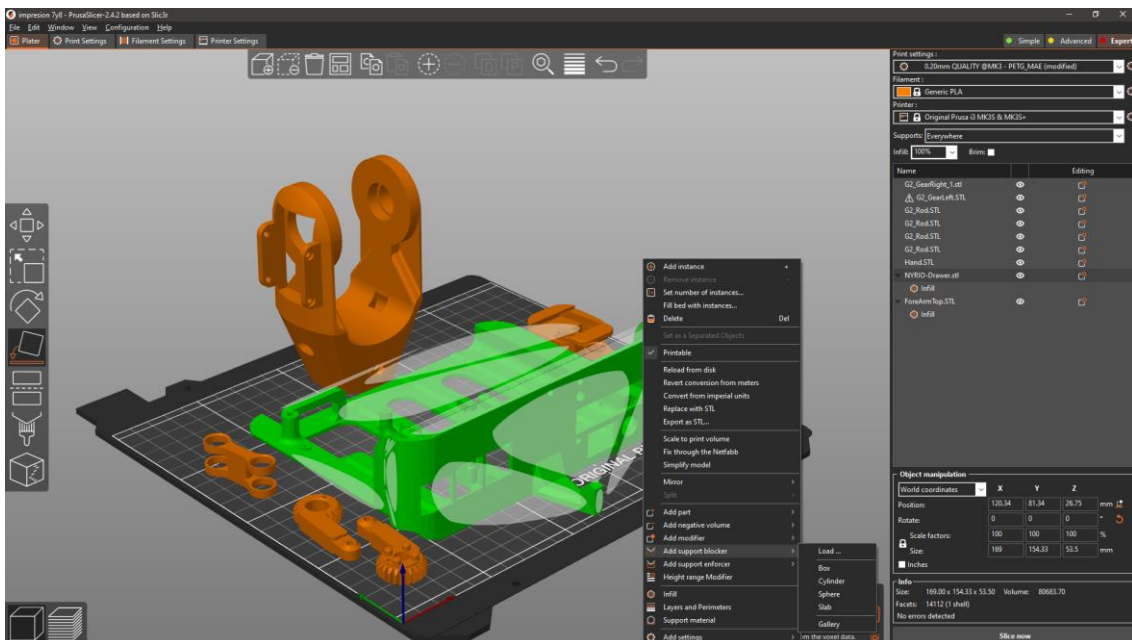 impresion 7y8 - PrusaSlicer-2.4.2 based on Slic3r
File Edit Window View Configuration Help
Plater Print Settings Filament Settings Printer Settings
Simple Advanced Expert
Print settings :
0.20mm QUALITY @MK3 - PETG_MAE (modified)
Filament :
Generic PLA
Printer :
Original Prusa i3 MK3S & MK3S+
Supports: Everywhere
Infill: 100% Brim:
Name Editing
G2_GearRight_1.stl
G2_GearLeft.STL
G2_Rod.STL
G2_Rod.STL
G2_Rod.STL
G2_Rod.STL
Hand.STL
NYRIO-Drawer.stl
Infill
ForeArmTop.STL
Infill
Add instance +
Remove instance -
Set number of instances...
Fill bed with instances...
Delete Del
Set as a Separated Objects
Printable
Reload from disk
Revert conversion from meters
Convert from imperial units
Replace with STL
Export as STL...
Scale to print volume
Fix through the Netfabb
Simplify model
Mirror
Split
Add part
Add negative volume
Add modifier
Add support blocker
Add support enforcer
Height range Modifier
Infill
Layers and Perimeters
Support material
Add settings
Load ...
Box
Cylinder
Sphere
Slab
Gallery
ORIGINAL
om the voxel data.
Object manipulation
World coordinates X Y Z
Position: 120.34 81.34 26.75 mm
Rotate: 0 0 0 °
Scale factors: 100 100 100 %
Size: 169 154.33 53.5 mm
Inches
Info
Size: 169.00 x 154.33 x 53.50 Volume: 80683.70
Facets: 14112 (1 shell)
No errors detected
Slice now